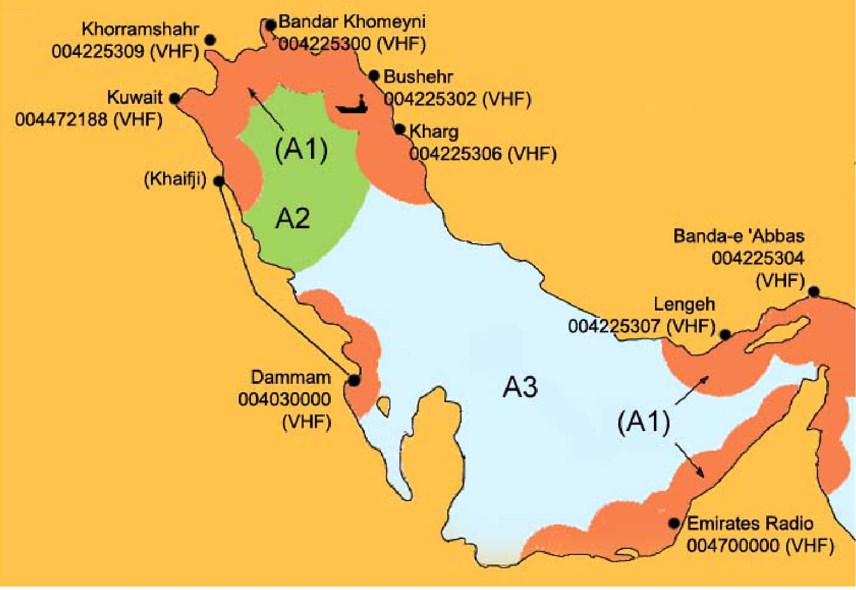 Bandar Khomeyni
004225300 (VHF)
Khorramshahr
004225309 (VHF)
Bushehr
004225302 (VHF)
Kuwait
004472188 (VHF)
Kharg
004225306 (VHF)
(A1)
(Khaifji)
A2
Banda-e 'Abbas
004225304
(VHF)
Lengeh
004225307 (VHF)
Dammam
004030000
(VHF)
A3
(A1)
Emirates Radio
004700000 (VHF)